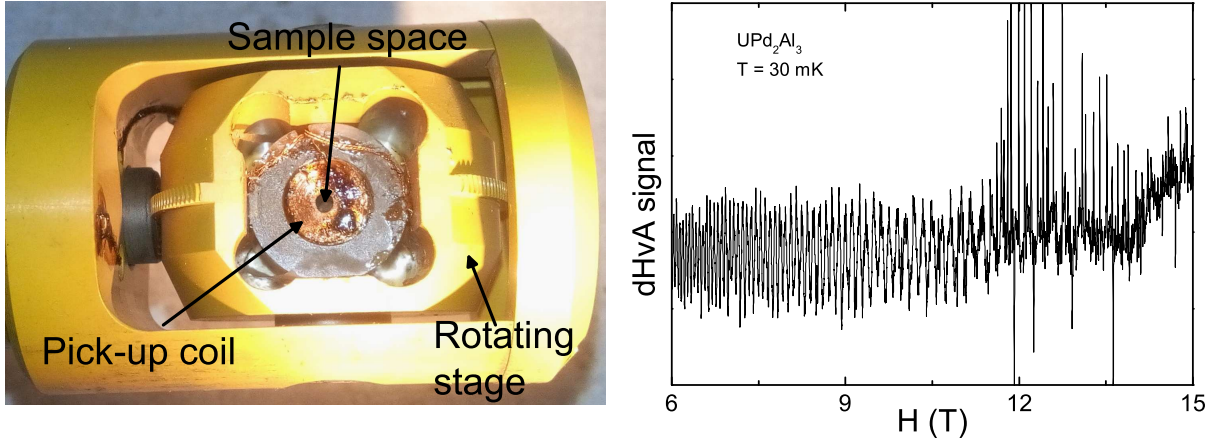 Sample space
Pick-up coil
Rotating
stage
UPd₂Al₃
T = 30 mK
dHvA signal
6
9
12
15
H (T)